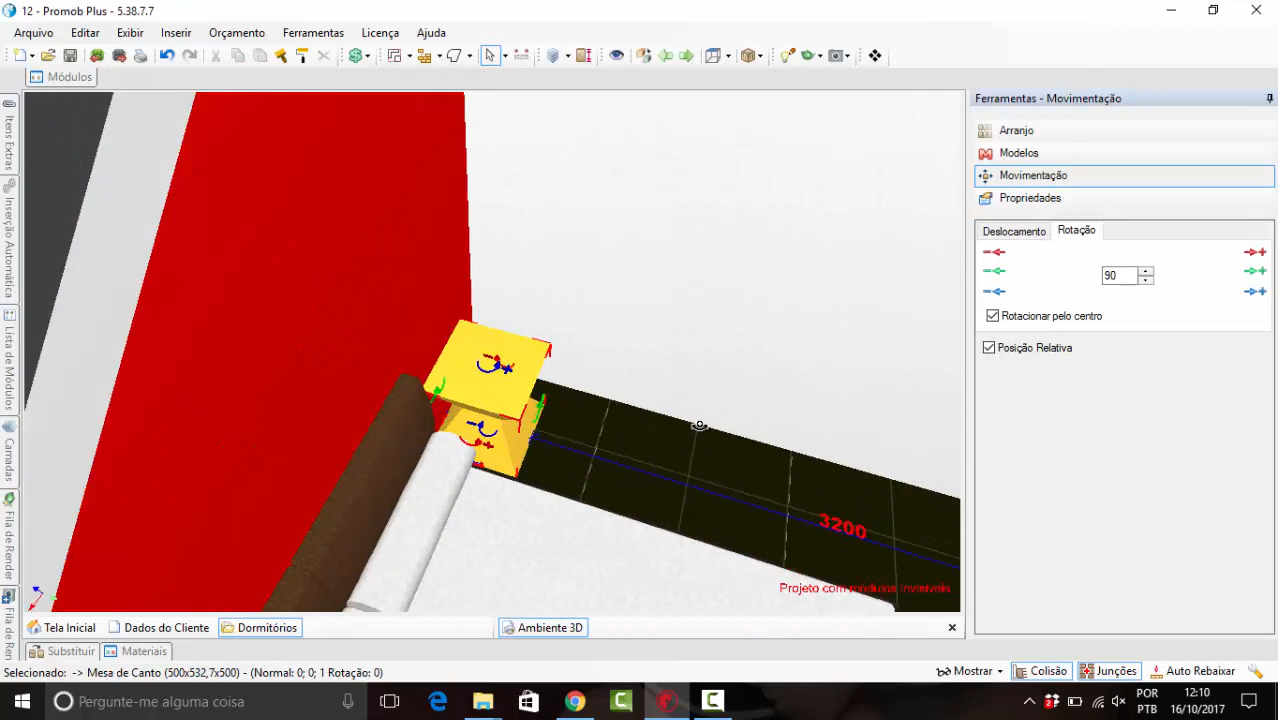 12 - Promob Plus - 5.38.7.7
Arquivo Editar Exibir Inserir Orçamento Ferramentas Licença Ajuda
Módulos
Itens Extras
Inserção Automática
Lista de Módulos
Camadas
Fila de Render
Fila de Ren
3200
Projeto com módulos invisíveis
Ferramentas - Movimentação
Arranjo
Modelos
Movimentação
Propriedades
Deslocamento Rotação
90
Rotacionar pelo centro
Posição Relativa
Tela Inicial Dados do Cliente Dormitórios Ambiente 3D
Substituir Materiais
Selecionado: -> Mesa de Canto (500x532,7x500) - (Normal: 0; 0; 1 Rotação: 0) Mostrar Colisão Junções Auto Rebaixar
Pergunte-me alguma coisa
POR 12:10
PTB 16/10/2017